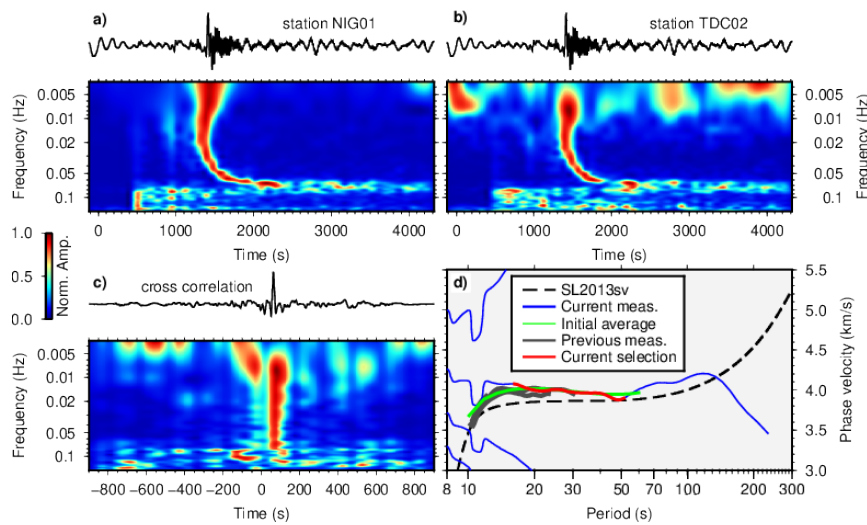 a) station NIG01
b) station TDC02
0.005
0.01
0.02
0.05
0.1
Frequency (Hz)
0 1000 2000 3000 4000
Time (s)
0 1000 2000 3000 4000
Time (s)
0.005
0.01
0.02
0.05
0.1
Frequency (Hz)
1.0
0.5
0.0
Norm. Amp.
c) cross correlation
0.005
0.01
0.02
0.05
0.1
Frequency (Hz)
−800 −600 −400 −200 0 200 400 600 800
Time (s)
d)
SL2013sv
Current meas.
Initial average
Previous meas.
Current selection
5.5
5.0
4.5
4.0
3.5
3.0
Phase velocity (km/s)
8 10 20 30 50 70 100 200 300
Period (s)